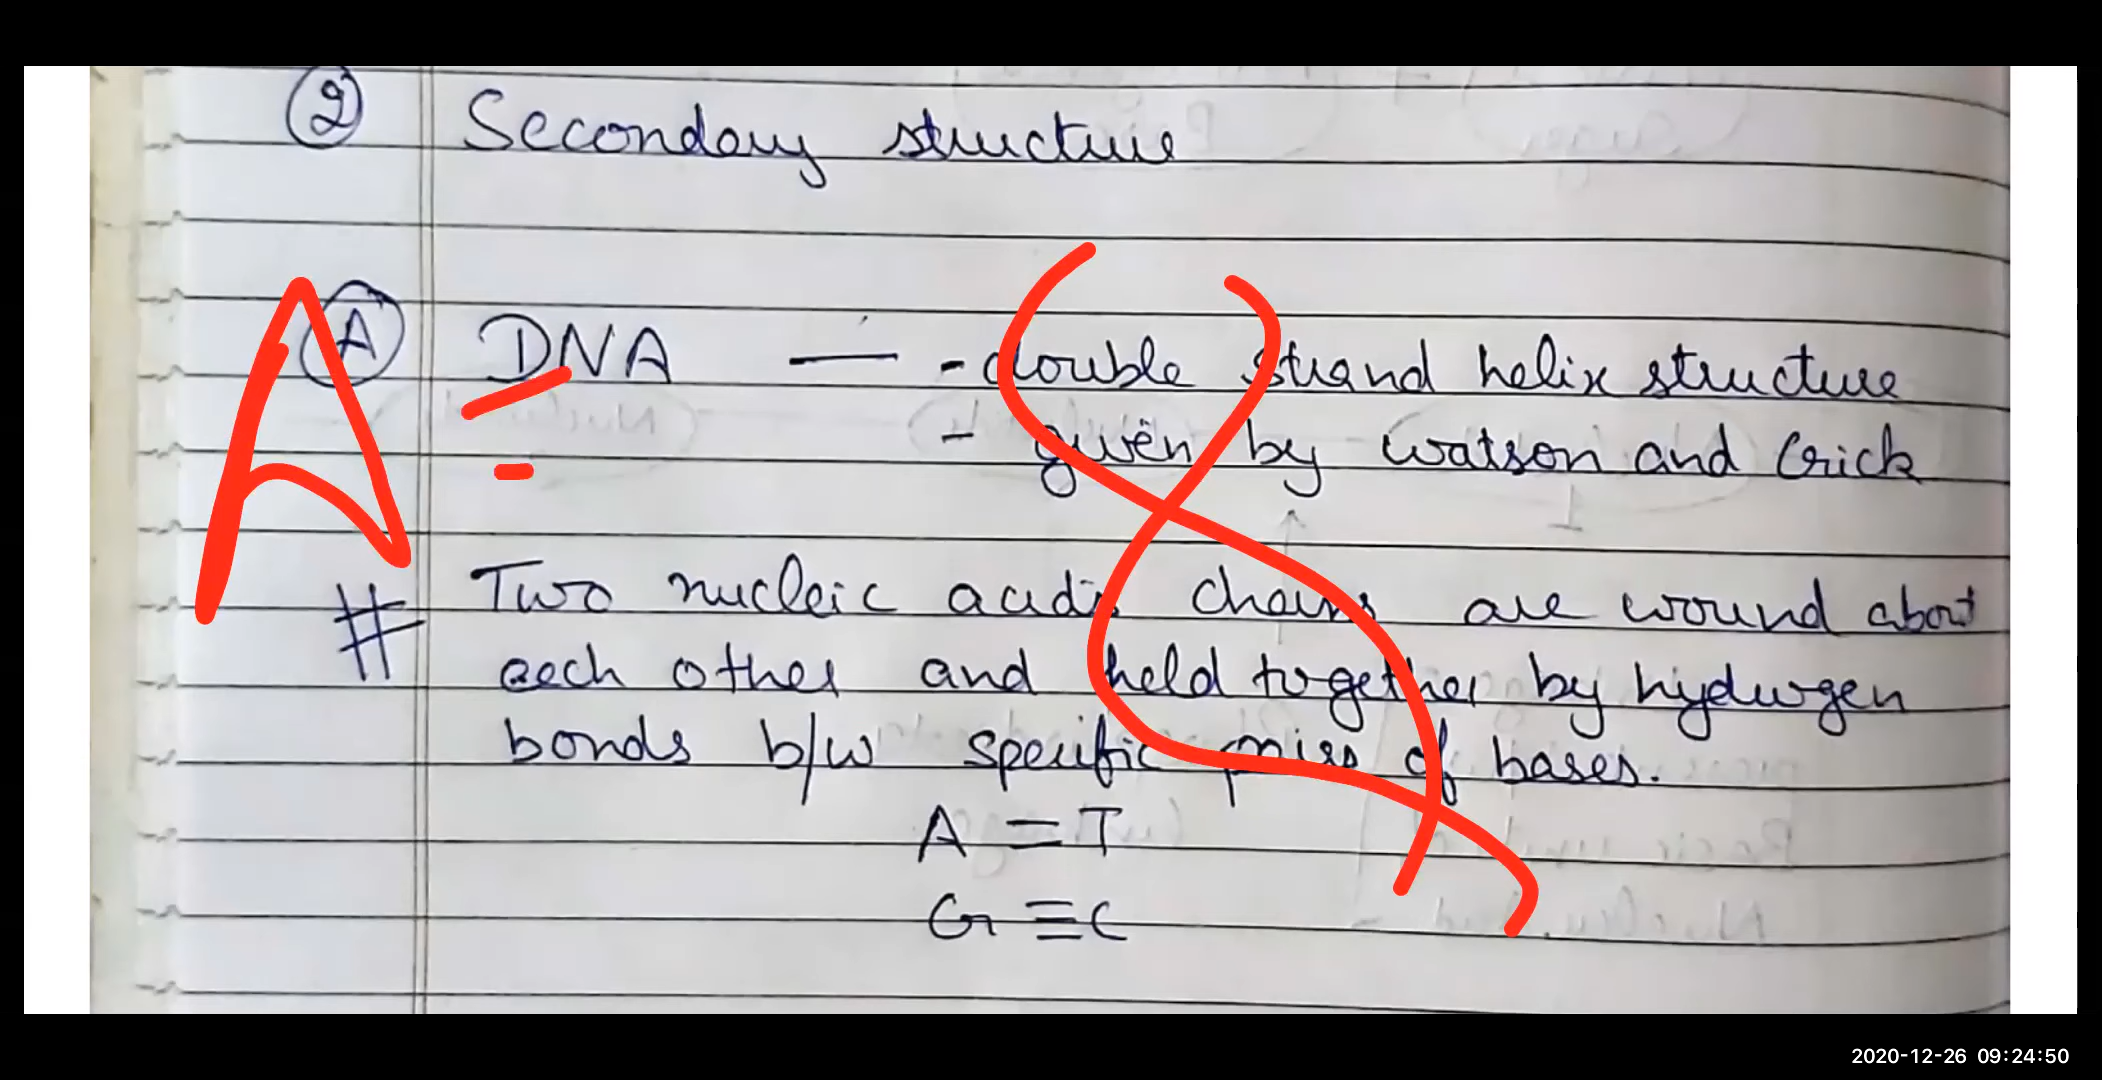 ② Secondary structure
A
Ⓐ DNA — - double strand helix structure
- given by watson and Crick
# Two nucleic acids chains are wound about
each other and held together by hydrogen
bonds b/w specific pairs of bases.
A = T
G ≡ C
2020-12-26 09:24:50